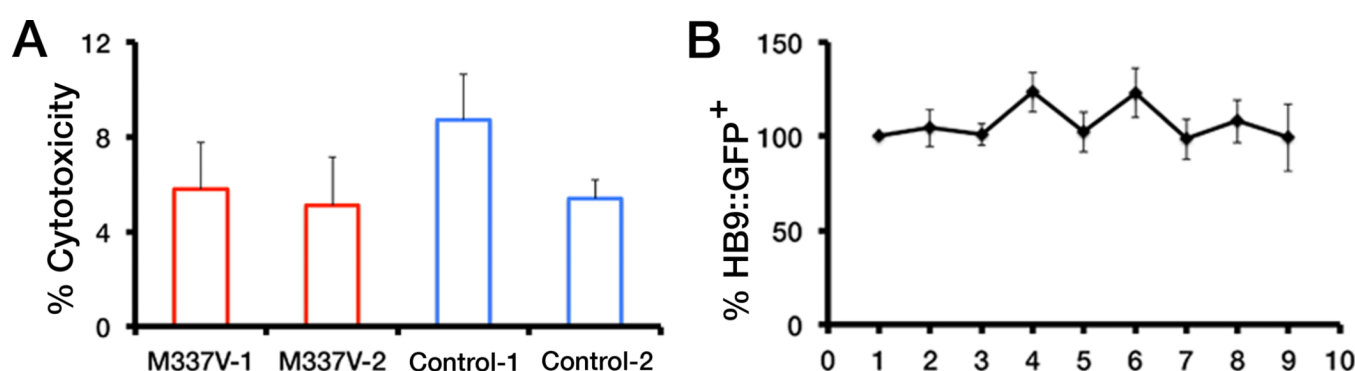 A
% Cytotoxicity
12
8
4
0
M337V-1 M337V-2 Control-1 Control-2
B
% HB9::GFP+
150
100
50
0
0 1 2 3 4 5 6 7 8 9 10